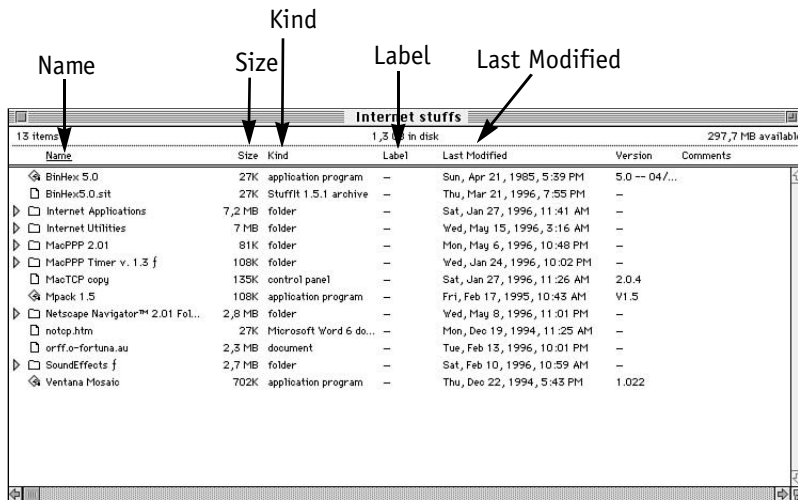 Kind
Name Size Label Last Modified
Internet stuffs
13 items 1,3 in disk 297,7 MB available
Name Size Kind Label Last Modified Version Comments
BinHex 5.0 27K application program – Sun, Apr 21, 1985, 5:39 PM 5.0 -- 04/...
BinHex5.0.sit 27K StuffIt 1.5.1 archive – Thu, Mar 21, 1996, 7:55 PM –
Internet Applications 7,2 MB folder – Sat, Jan 27, 1996, 11:41 AM –
Internet Utilities 7 MB folder – Wed, May 15, 1996, 3:16 AM –
MacPPP 2.01 81K folder – Mon, May 6, 1996, 10:48 PM –
MacPPP Timer v. 1.3 ƒ 108K folder – Wed, Jan 24, 1996, 10:02 PM –
MacTCP copy 135K control panel – Sat, Jan 27, 1996, 11:26 AM 2.0.4
Mpack 1.5 108K application program – Fri, Feb 17, 1995, 10:43 AM V1.5
Netscape Navigator™ 2.01 Fol... 2,8 MB folder – Wed, May 8, 1996, 11:01 PM –
notcp.htm 27K Microsoft Word 6 do... – Mon, Dec 19, 1994, 11:25 AM –
orff.o-fortuna.au 2,3 MB document – Tue, Feb 13, 1996, 10:01 PM –
SoundEffects ƒ 2,7 MB folder – Sat, Feb 10, 1996, 10:59 AM –
Ventana Mosaic 702K application program – Thu, Dec 22, 1994, 5:43 PM 1.022